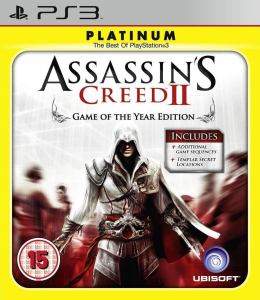 PS3
PLATINUM
The Best Of PlayStation®3
ASSASSIN'S
CREED II
GAME OF THE YEAR EDITION
INCLUDES
ADDITIONAL
GAME SEQUENCES
TEMPLAR SECRET
LOCATIONS
15
UBISOFT